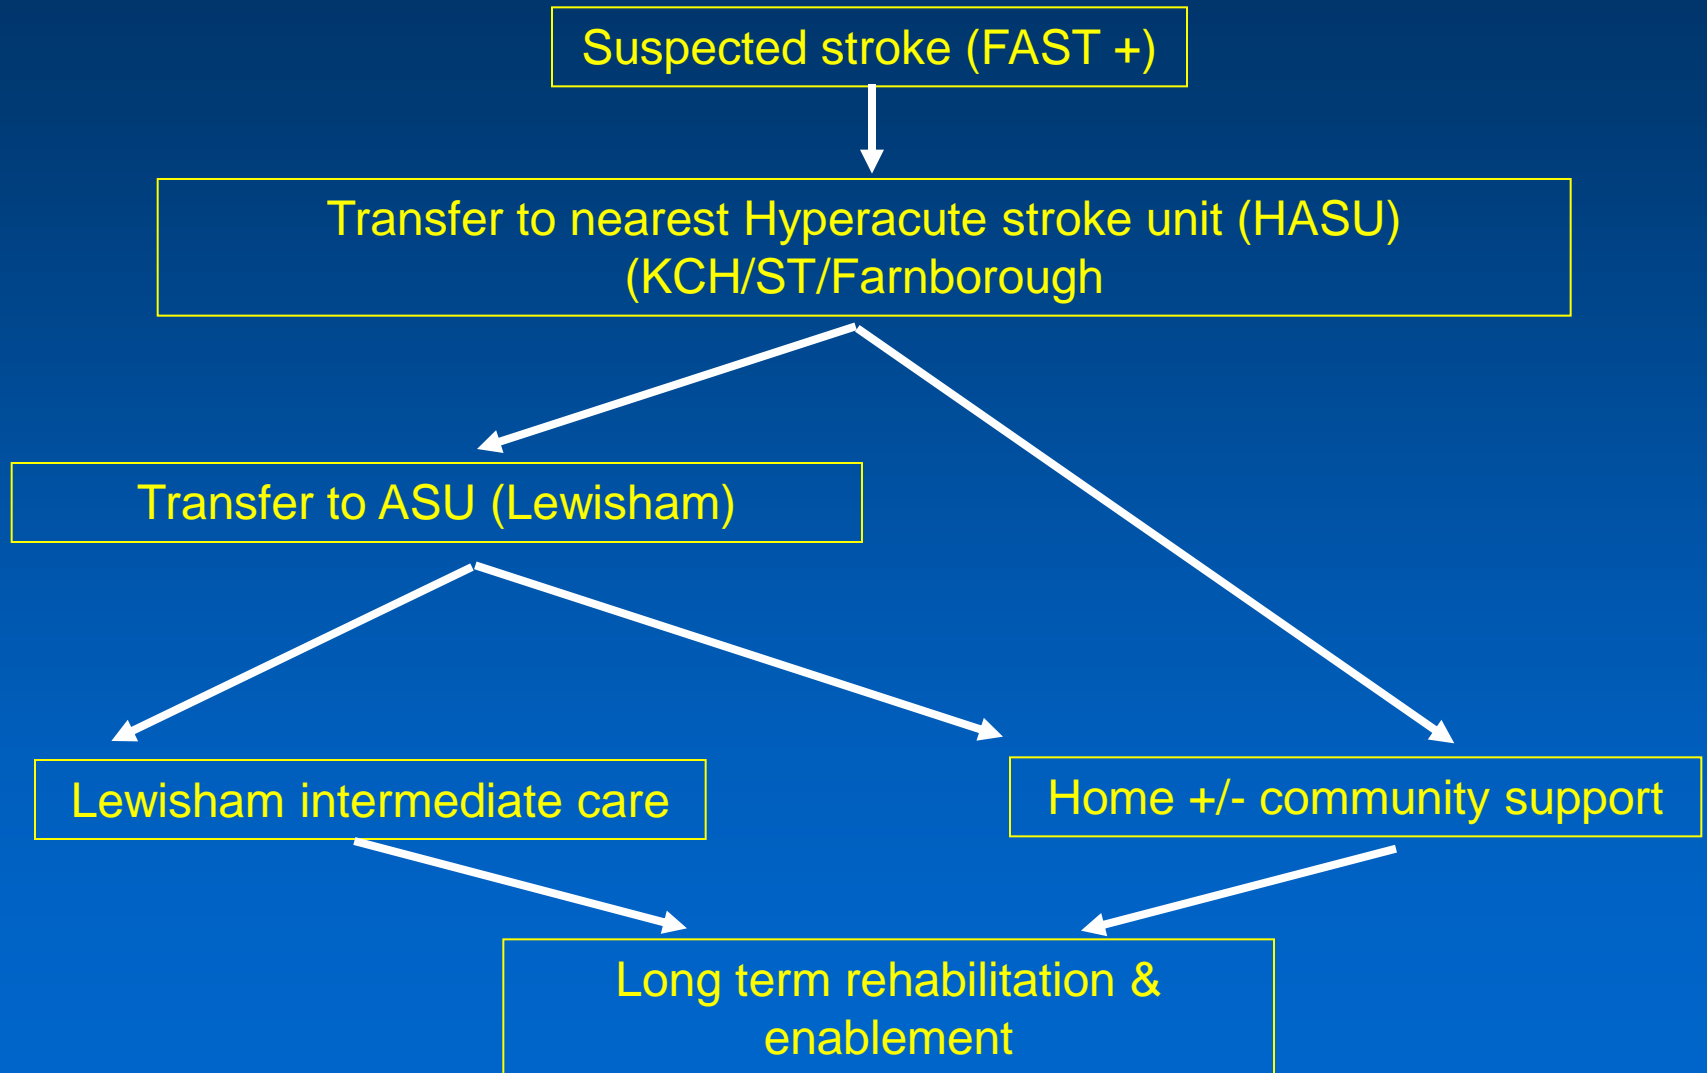 Suspected stroke (FAST +)
Transfer to nearest Hyperacute stroke unit (HASU)
(KCH/ST/Farnborough
Transfer to ASU (Lewisham)
Lewisham intermediate care
Home +/- community support
Long term rehabilitation &
enablement